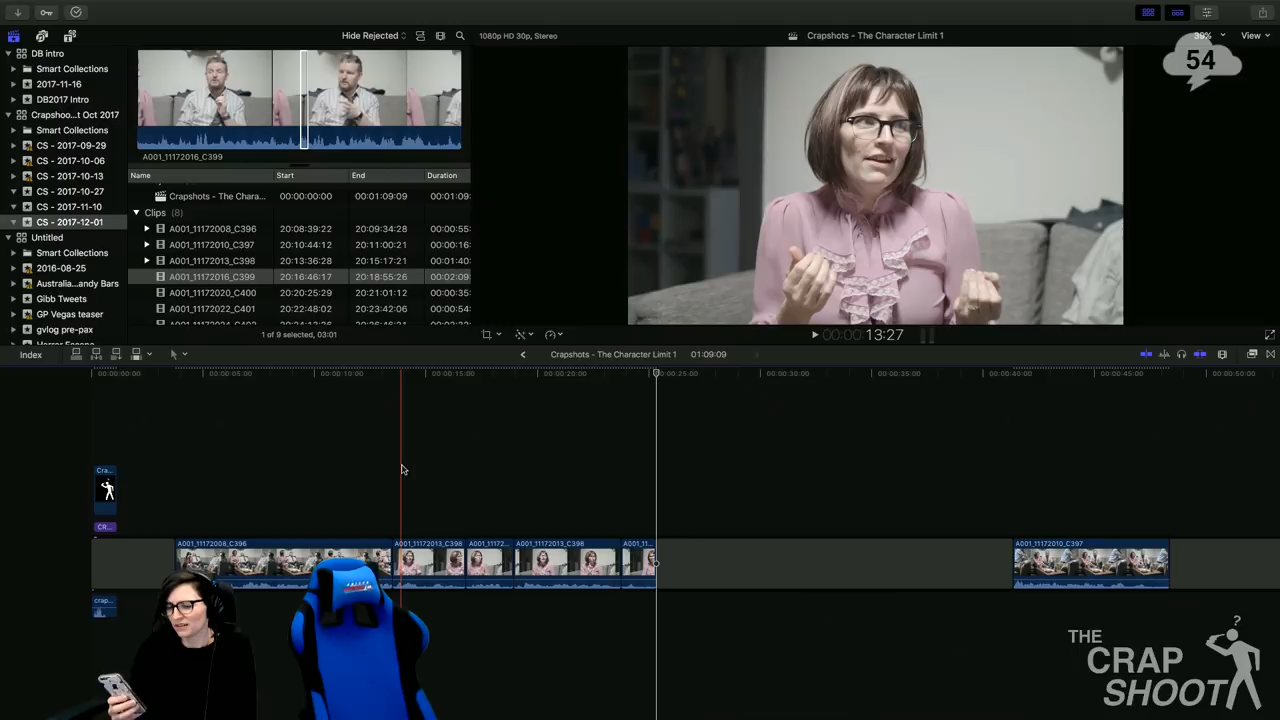 Hide Rejected
1080p HD 30p, Stereo
Crapshots - The Character Limit 1
39%
View
54
DB intro
Smart Collections
2017-11-16
DB2017 Intro
Crapshoo...t Oct 2017
Smart Collections
CS - 2017-09-29
CS - 2017-10-06
CS - 2017-10-13
CS - 2017-10-27
CS - 2017-11-10
CS - 2017-12-01
Untitled
Smart Collections
2016-08-25
Australia...andy Bars
Gibb Tweets
GP Vegas teaser
gvlog pre-pax
A001_11172016_C399
Name Start End Duration
Crapshots - The Chara... 00:00:00:00 00:01:09:09 00:01:09:
Clips (8)
A001_11172008_C396 20:08:39:22 20:09:34:28 00:00:55:
A001_11172010_C397 20:10:44:12 20:11:00:21 00:00:16:
A001_11172013_C398 20:13:36:28 20:15:17:21 00:01:40:
A001_11172016_C399 20:16:46:17 20:18:55:26 00:02:09:
A001_11172020_C400 20:20:25:29 20:21:01:12 00:00:35:
A001_11172022_C401 20:22:48:02 20:23:42:06 00:00:54:
1 of 9 selected, 03:01
00:00:13:27
Index
Crapshots - The Character Limit 1 01:09:09
00:00:00:00 00:00:05:00 00:00:10:00 00:00:15:00 00:00:20:00 00:00:25:00 00:00:30:00 00:00:35:00 00:00:40:00 00:00:45:00 00:00:50:00
Cra...
CR...
A001_11172008_C396 A001_11172013_C398 A001_1172... A001_11172013_C398 A001_11... A001_11172010_C397
crap...
THE
CRAP
SHOOT
?